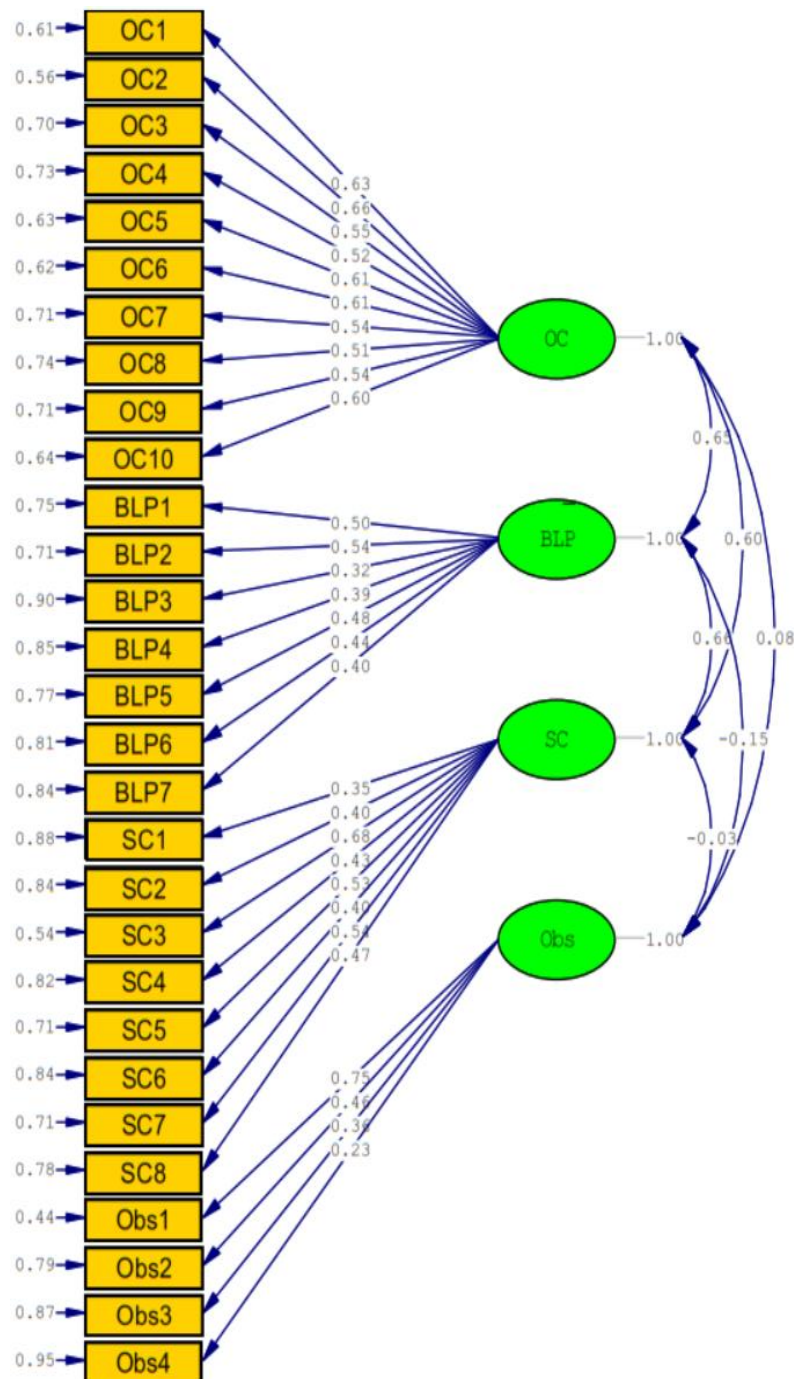 0.61 OC1
0.56 OC2
0.70 OC3
0.73 OC4
0.63 OC5
0.62 OC6
0.71 OC7
0.74 OC8
0.71 OC9
0.64 OC10
0.75 BLP1
0.71 BLP2
0.90 BLP3
0.85 BLP4
0.77 BLP5
0.81 BLP6
0.84 BLP7
0.88 SC1
0.84 SC2
0.54 SC3
0.82 SC4
0.71 SC5
0.84 SC6
0.71 SC7
0.78 SC8
0.44 Obs1
0.79 Obs2
0.87 Obs3
0.95 Obs4
0.63
0.66
0.55
0.52
0.61
0.61
0.54
0.51
0.54
0.60
0.50
0.54
0.32
0.39
0.48
0.44
0.40
0.35
0.40
0.68
0.43
0.53
0.40
0.54
0.47
0.75
0.46
0.36
0.23
OC 1.00
BLP 1.00
SC 1.00
Obs 1.00
0.65
0.60
0.66
0.08
-0.15
-0.03